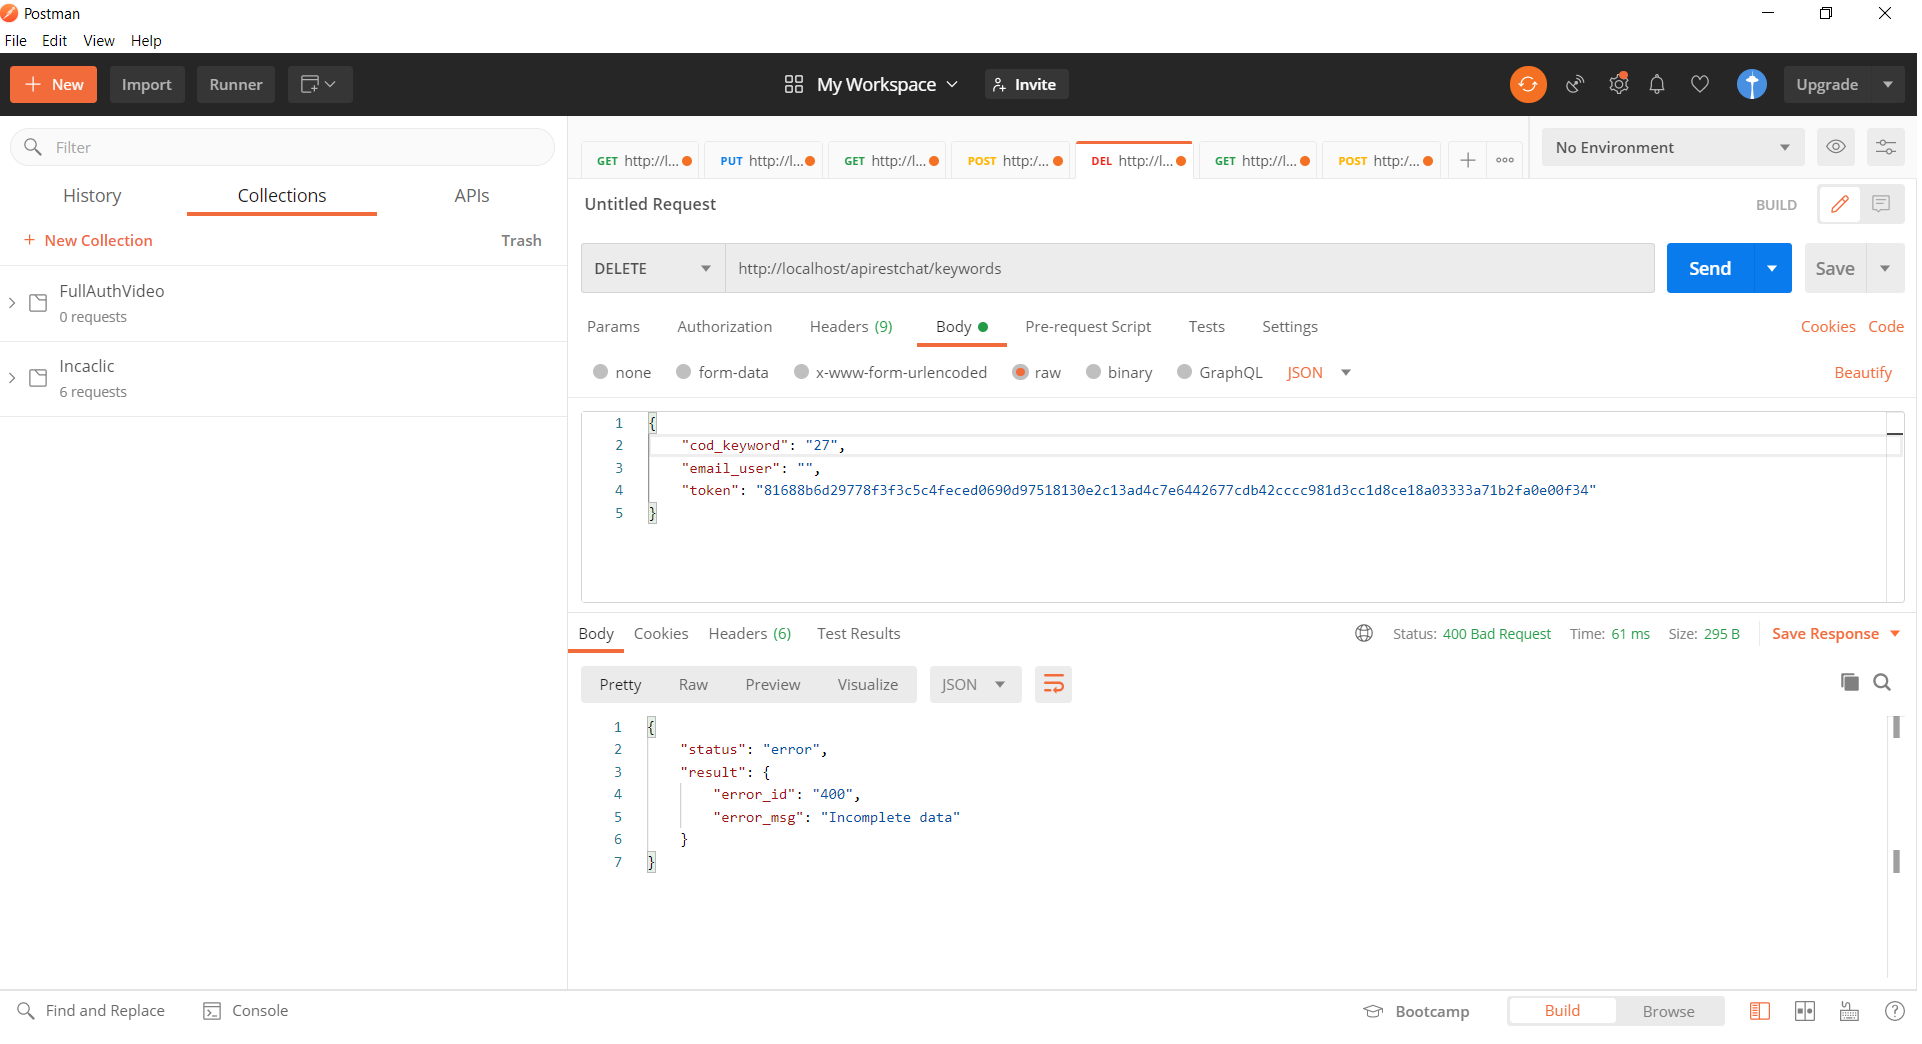 Postman
File Edit View Help
+ New Import Runner My Workspace Invite Upgrade
Filter
History Collections APIs
+ New Collection Trash
FullAuthVideo
0 requests
Incaclic
6 requests
GET http://l... PUT http://l... GET http://l... POST http:/... DEL http://l... GET http://l... POST http:/... + ooo No Environment
Untitled Request BUILD
DELETE http://localhost/apirestchat/keywords Send Save
Params Authorization Headers (9) Body Pre-request Script Tests Settings Cookies Code
none form-data x-www-form-urlencoded raw binary GraphQL JSON Beautify
1 {
2 "cod_keyword": "27",
3 "email_user": "",
4 "token": "81688b6d29778f3f3c5c4feced0690d97518130e2c13ad4c7e6442677cdb42cccc981d3cc1d8ce18a03333a71b2fa0e00f34"
5 }
Body Cookies Headers (6) Test Results Status: 400 Bad Request Time: 61 ms Size: 295 B Save Response
Pretty Raw Preview Visualize JSON
1 {
2 "status": "error",
3 "result": {
4 "error_id": "400",
5 "error_msg": "Incomplete data"
6 }
7 }
Find and Replace Console Bootcamp Build Browse ?